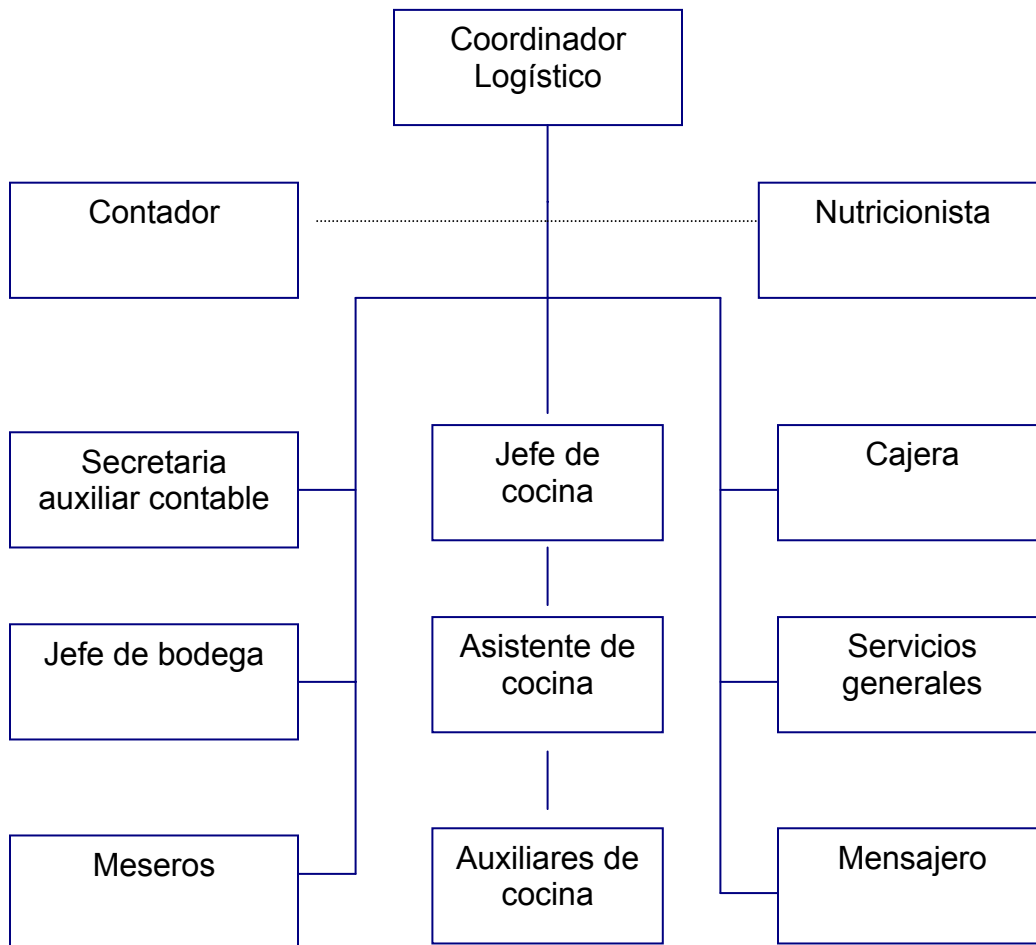 Coordinador
Logístico
Contador
Nutricionista
Secretaria
auxiliar contable
Jefe de
cocina
Cajera
Jefe de bodega
Asistente de
cocina
Servicios
generales
Meseros
Auxiliares de
cocina
Mensajero